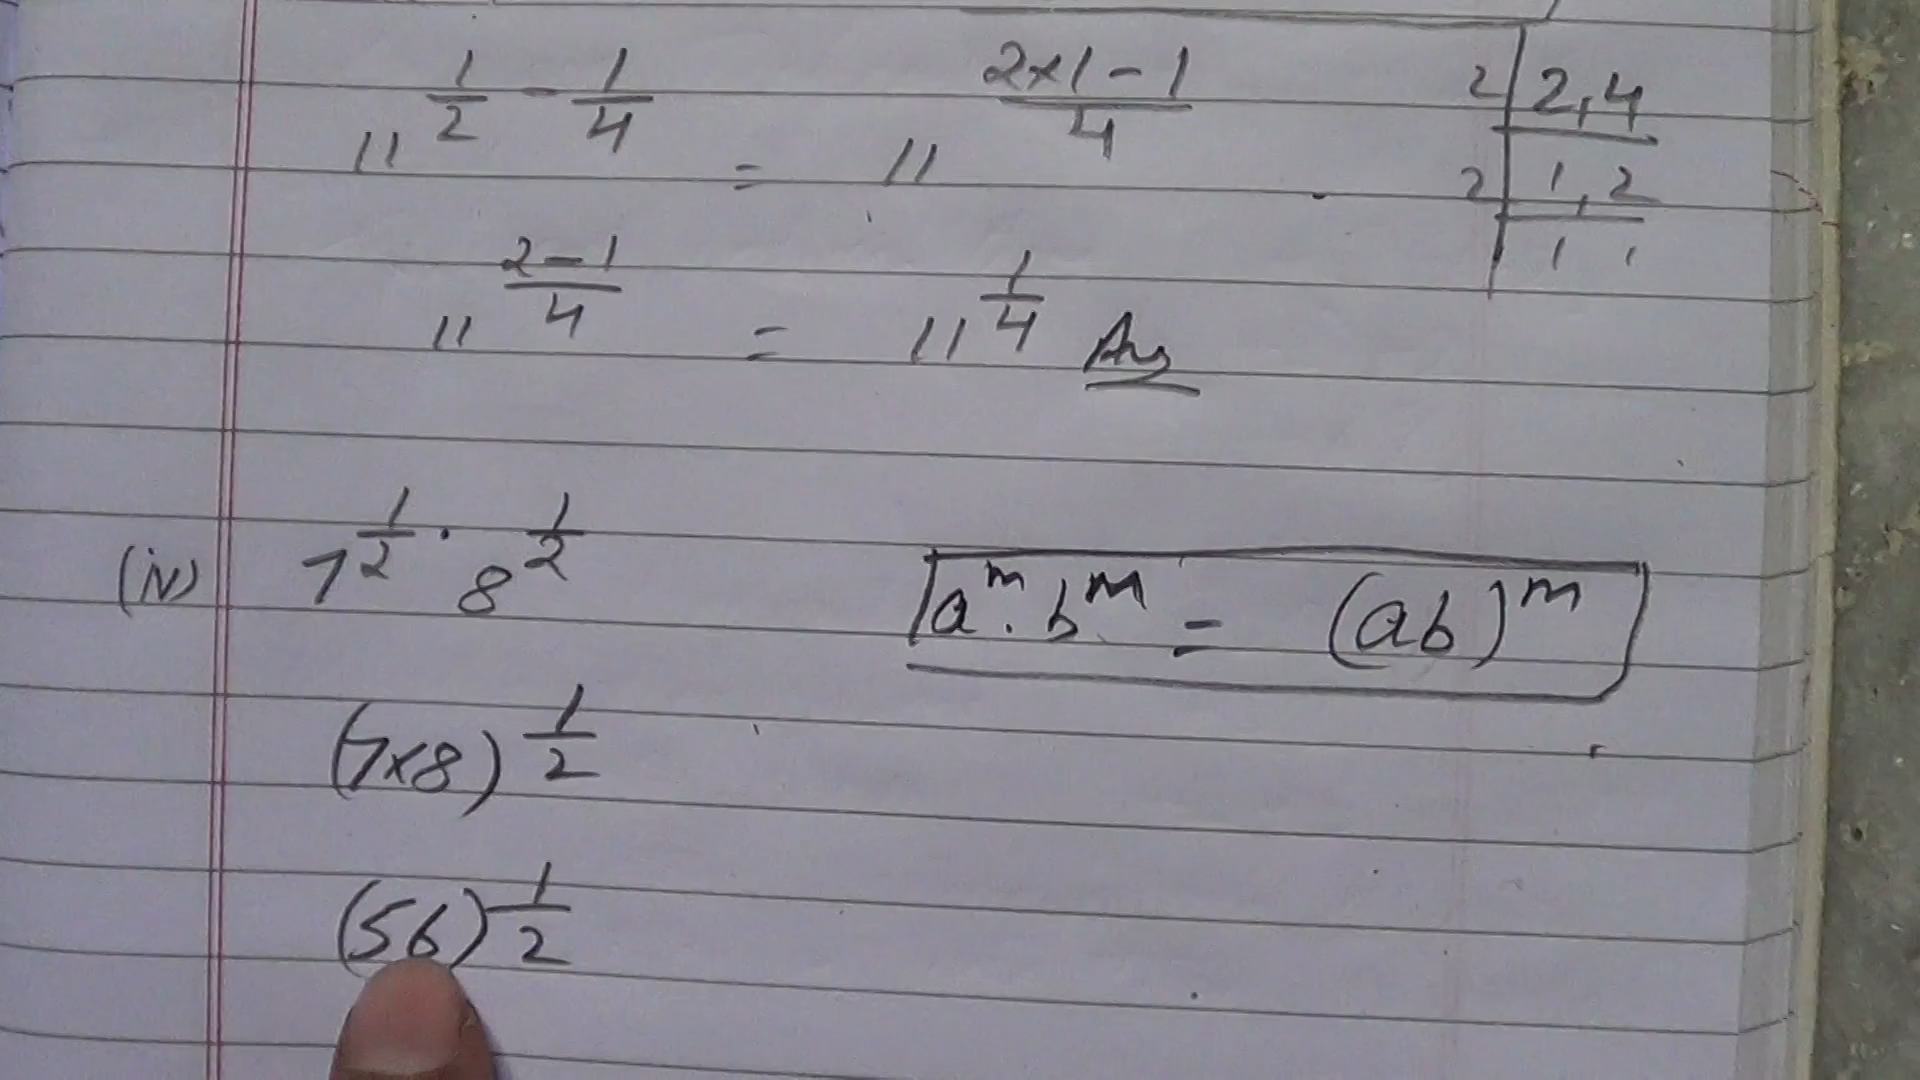 11^(1/2 - 1/4) = 11^((2×1-1)/4)
2 | 2,4
2 | 1,2
| 1 1
11^((2-1)/4) = 11^(1/4) Ans
(iv) 7^(1/2) . 8^(1/2)
a^m . b^m = (ab)^m
(7×8)^(1/2)
(56)^(1/2)